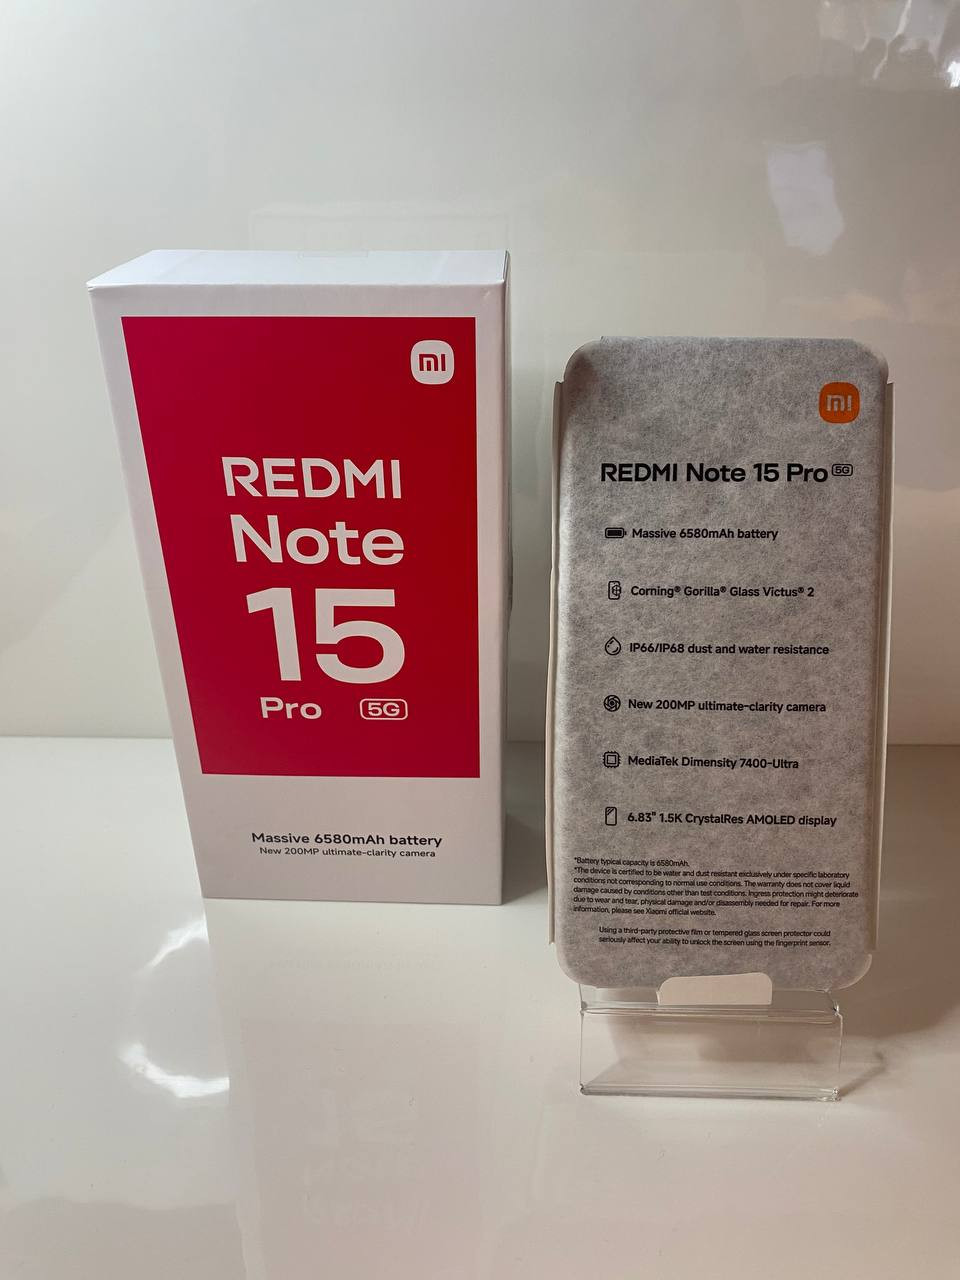 mi
REDMI
Note
15
Pro 5G
Massive 6580mAh battery
New 200MP ultimate-clarity camera
mi
REDMI Note 15 Pro 5G
Massive 6580mAh battery
Corning® Gorilla® Glass Victus® 2
IP66/IP68 dust and water resistance
New 200MP ultimate-clarity camera
MediaTek Dimensity 7400-Ultra
6.83" 1.5K CrystalRes AMOLED display
*Battery typical capacity is 6580mAh.
*The device is certified to be water and dust resistant exclusively under specific laboratory
conditions not corresponding to normal use conditions. The warranty does not cover liquid
damage caused by conditions other than test conditions. Ingress protection might deteriorate
due to wear and tear, physical damage and/or disassembly needed for repair. For more
information, please see Xiaomi official website.
Using a third-party protective film or tempered glass screen protector could
seriously affect your ability to unlock the screen using the fingerprint sensor.